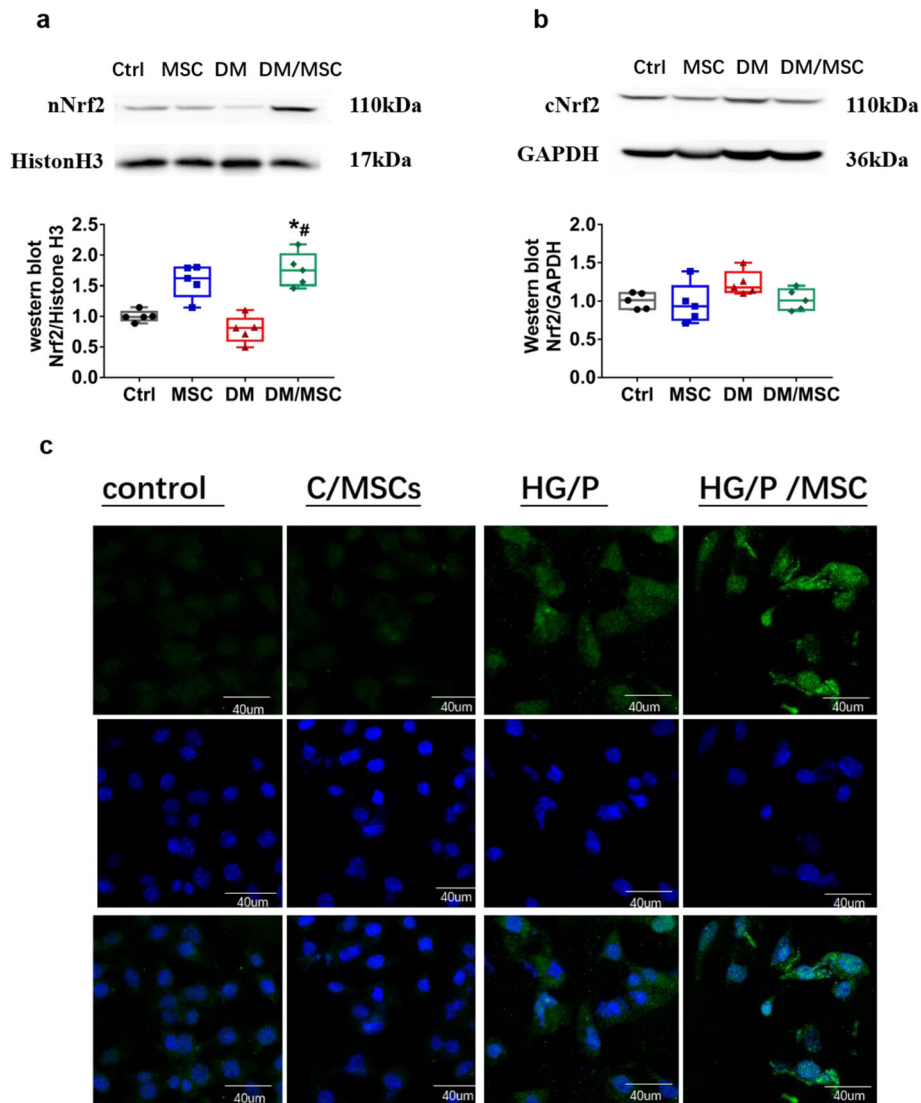 a
Ctrl MSC DM DM/MSC
nNrf2 110kDa
HistonH3 17kDa
western blot
Nrf2/Histone H3
2.5
2.0
1.5
1.0
0.5
0.0
*#
Ctrl MSC DM DM/MSC
b
Ctrl MSC DM DM/MSC
cNrf2 110kDa
GAPDH 36kDa
Western blot
Nrf2/GAPDH
2.0
1.5
1.0
0.5
0.0
Ctrl MSC DM DM/MSC
c
control C/MSCs HG/P HG/P /MSC
40um 40um 40um 40um
40um 40um 40um 40um
40um 40um 40um 40um